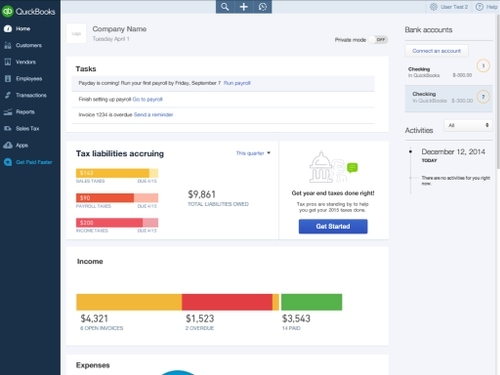 QuickBooks
User Test 2
Help
Home
Customers
Vendors
Employees
Transactions
Reports
Sales Tax
Apps
Get Paid Faster
Company Name
Tuesday April 1
Private mode OFF
Tasks
Payday is coming! Run your first payroll by Friday, September 7 Run payroll
Finish setting up payroll Go to payroll
Invoice 1234 is overdue Send a reminder
Tax liabilities accruing
This quarter
SALES TAXES DUE 4/15
$90
PAYROLL TAXES DUE 4/15
$200
INCOME TAXES DUE 4/15
$9,861
TOTAL LIABILITIES OWED
Get year end taxes done right!
Tax pros are standing by to help
you got your 2015 taxes done.
Get Started
Income
$4,321
6 OPEN INVOICES
$1,523
2 OVERDUE
$3,543
14 PAID
Expenses
Bank accounts
Connect an account
Checking
In QuickBooks
Checking
In QuickBooks
Activities
All
December 12, 2014
TODAY
There are no activities for you right
now.